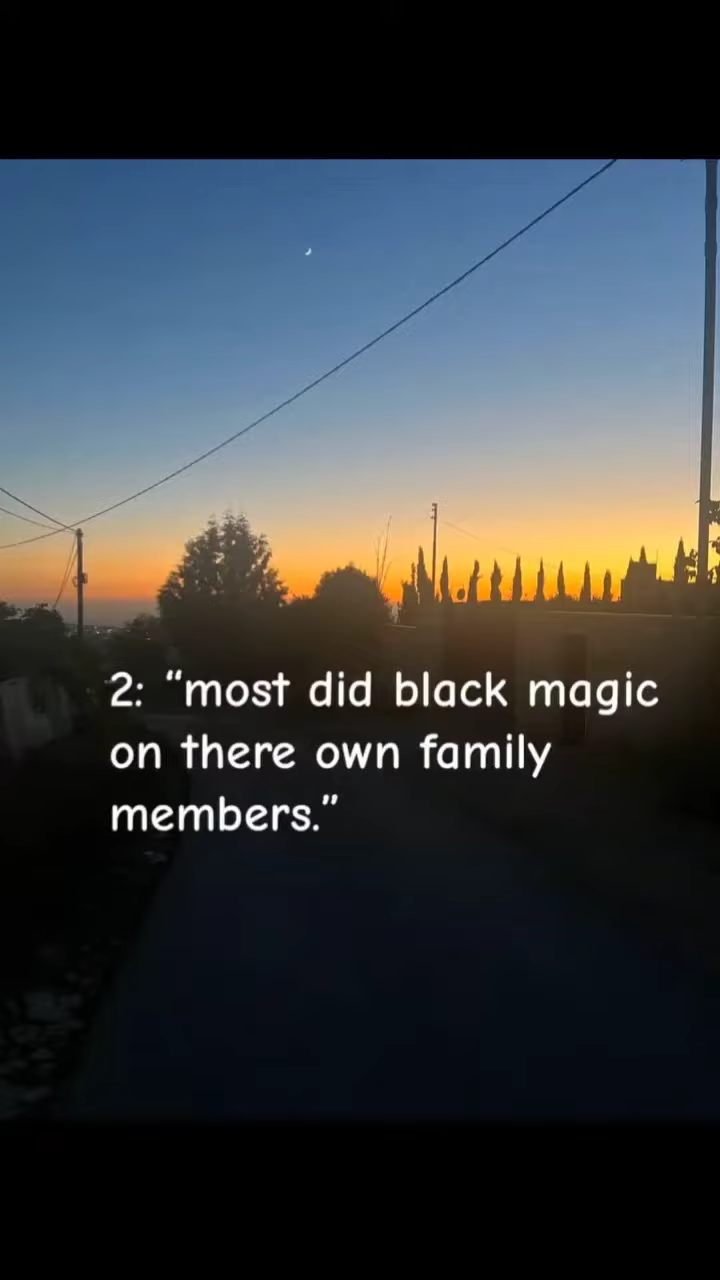 2: “most did black magic
on there own family
members.”